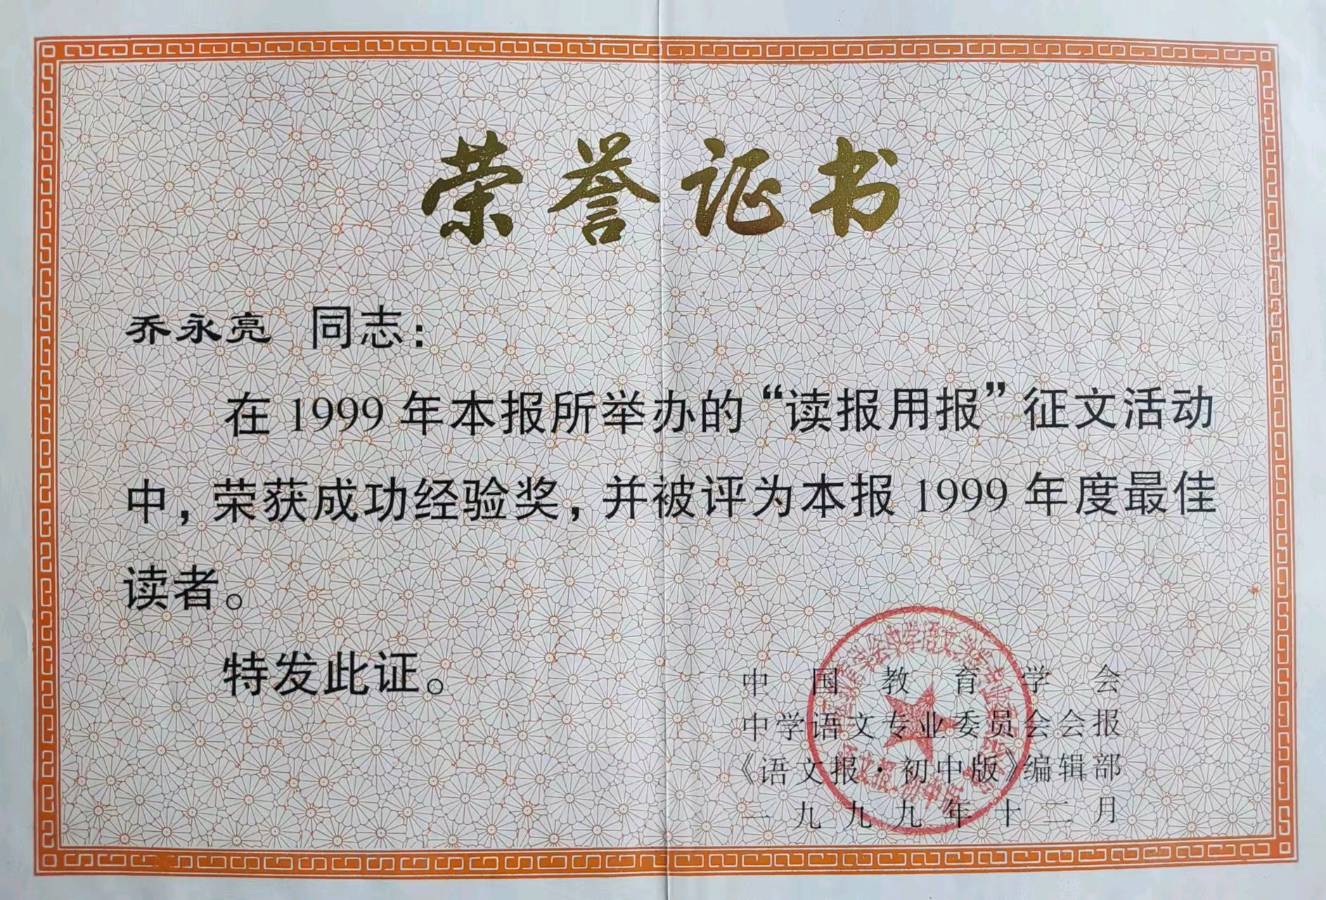 荣誉证书
乔永亮 同志：
在1999年本报所举办的“读报用报”征文活动
中，荣获成功经验奖，并被评为本报1999年度最佳
读者。
特发此证。
中国教育学会
中学语文专业委员会会报
《语文报·初中版》编辑部
一九九九年十二月